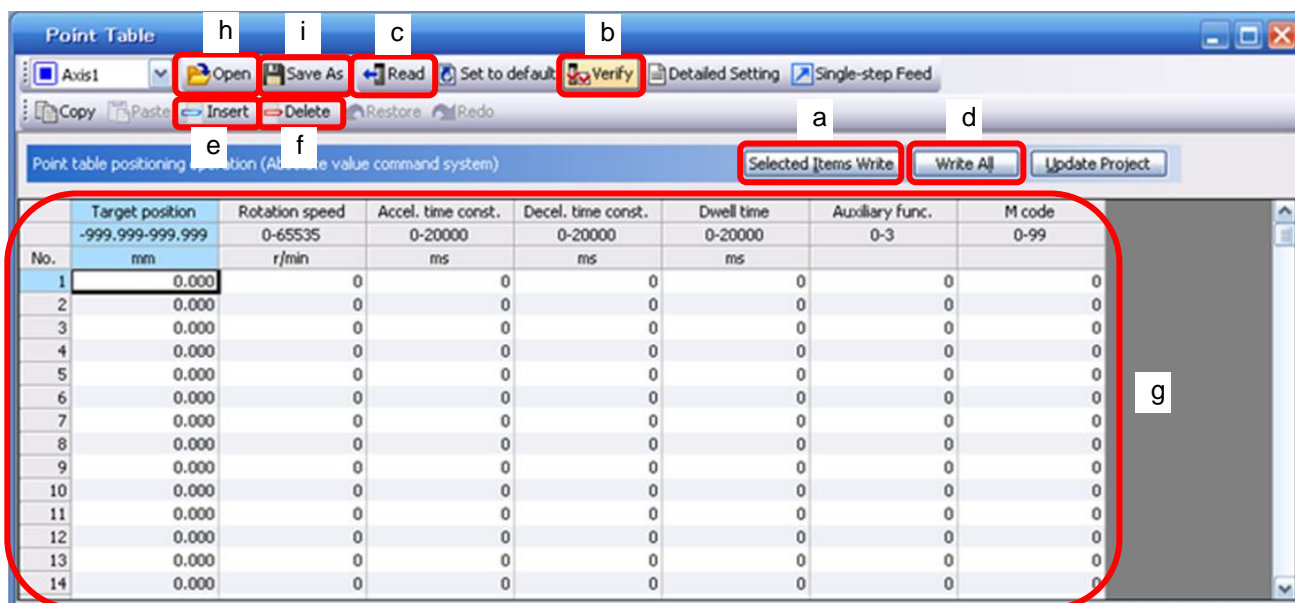 Point Table
h i c b
Axis1 Open Save As Read Set to default Verify Detailed Setting Single-step Feed
Copy Paste Insert Delete Restore Redo
e f a d
Point table positioning operation (Absolute value command system) Selected Items Write Write All Update Project
Target position Rotation speed Accel. time const. Decel. time const. Dwell time Auxiliary func. M code
-999.999-999.999 0-65535 0-20000 0-20000 0-20000 0-3 0-99
No. mm r/min ms ms ms
1 0.000 0 0 0 0 0 0
2 0.000 0 0 0 0 0 0
3 0.000 0 0 0 0 0 0
4 0.000 0 0 0 0 0 0
5 0.000 0 0 0 0 0 0
6 0.000 0 0 0 0 0 0
g
7 0.000 0 0 0 0 0 0
8 0.000 0 0 0 0 0 0
9 0.000 0 0 0 0 0 0
10 0.000 0 0 0 0 0 0
11 0.000 0 0 0 0 0 0
12 0.000 0 0 0 0 0 0
13 0.000 0 0 0 0 0 0
14 0.000 0 0 0 0 0 0